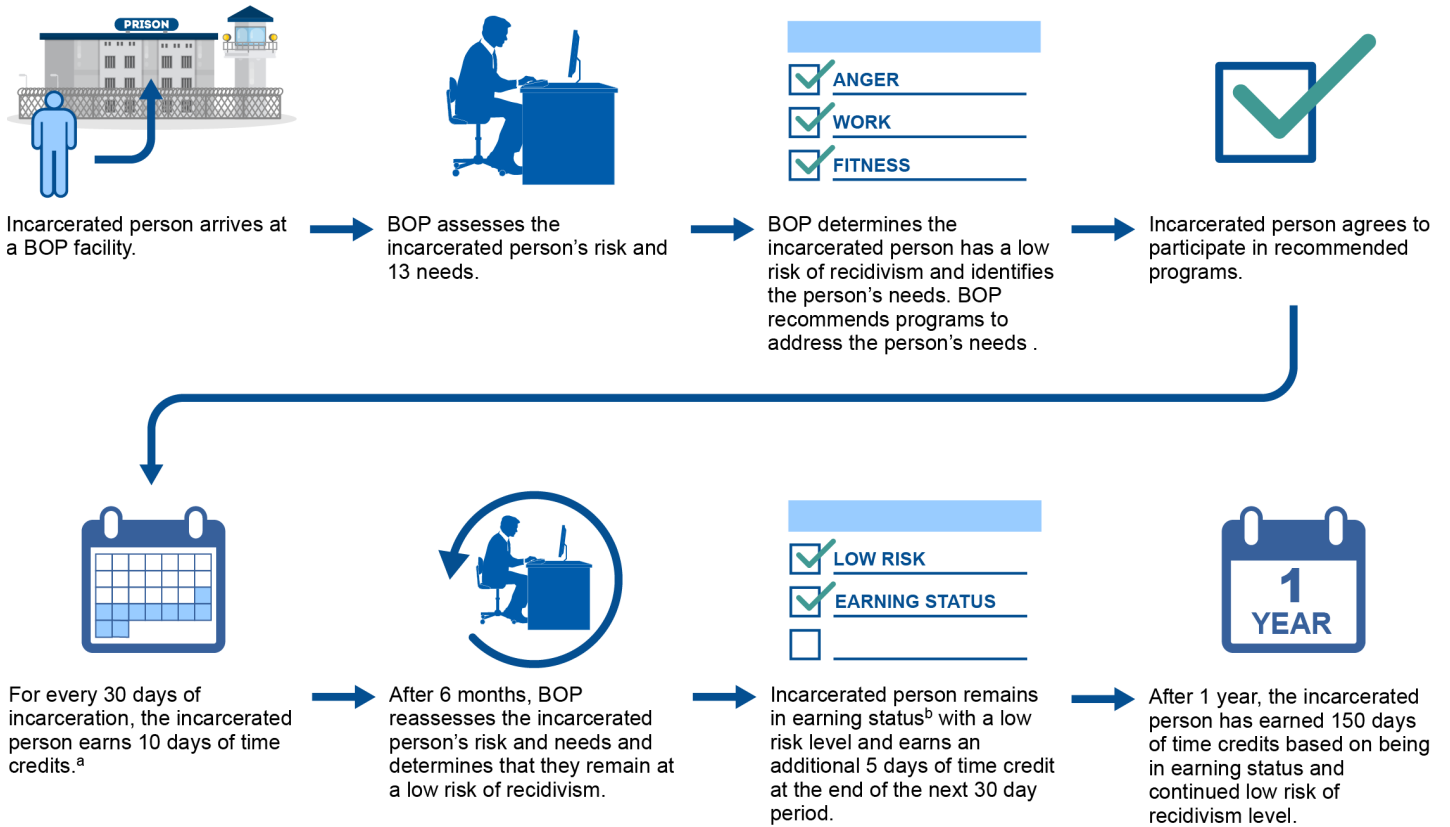 PRISON
ANGER
WORK
FITNESS
Incarcerated person arrives at
a BOP facility.
BOP assesses the
incarcerated person’s risk and
13 needs.
BOP determines the
incarcerated person has a low
risk of recidivism and identifies
the person’s needs. BOP
recommends programs to
address the person’s needs .
Incarcerated person agrees to
participate in recommended
programs.
LOW RISK
EARNING STATUS
1
YEAR
For every 30 days of
incarceration, the incarcerated
person earns 10 days of time
credits.a
After 6 months, BOP
reassesses the incarcerated
person’s risk and needs and
determines that they remain at
a low risk of recidivism.
Incarcerated person remains
in earning statusb with a low
risk level and earns an
additional 5 days of time credit
at the end of the next 30 day
period.
After 1 year, the incarcerated
person has earned 150 days
of time credits based on being
in earning status and
continued low risk of
recidivism level.